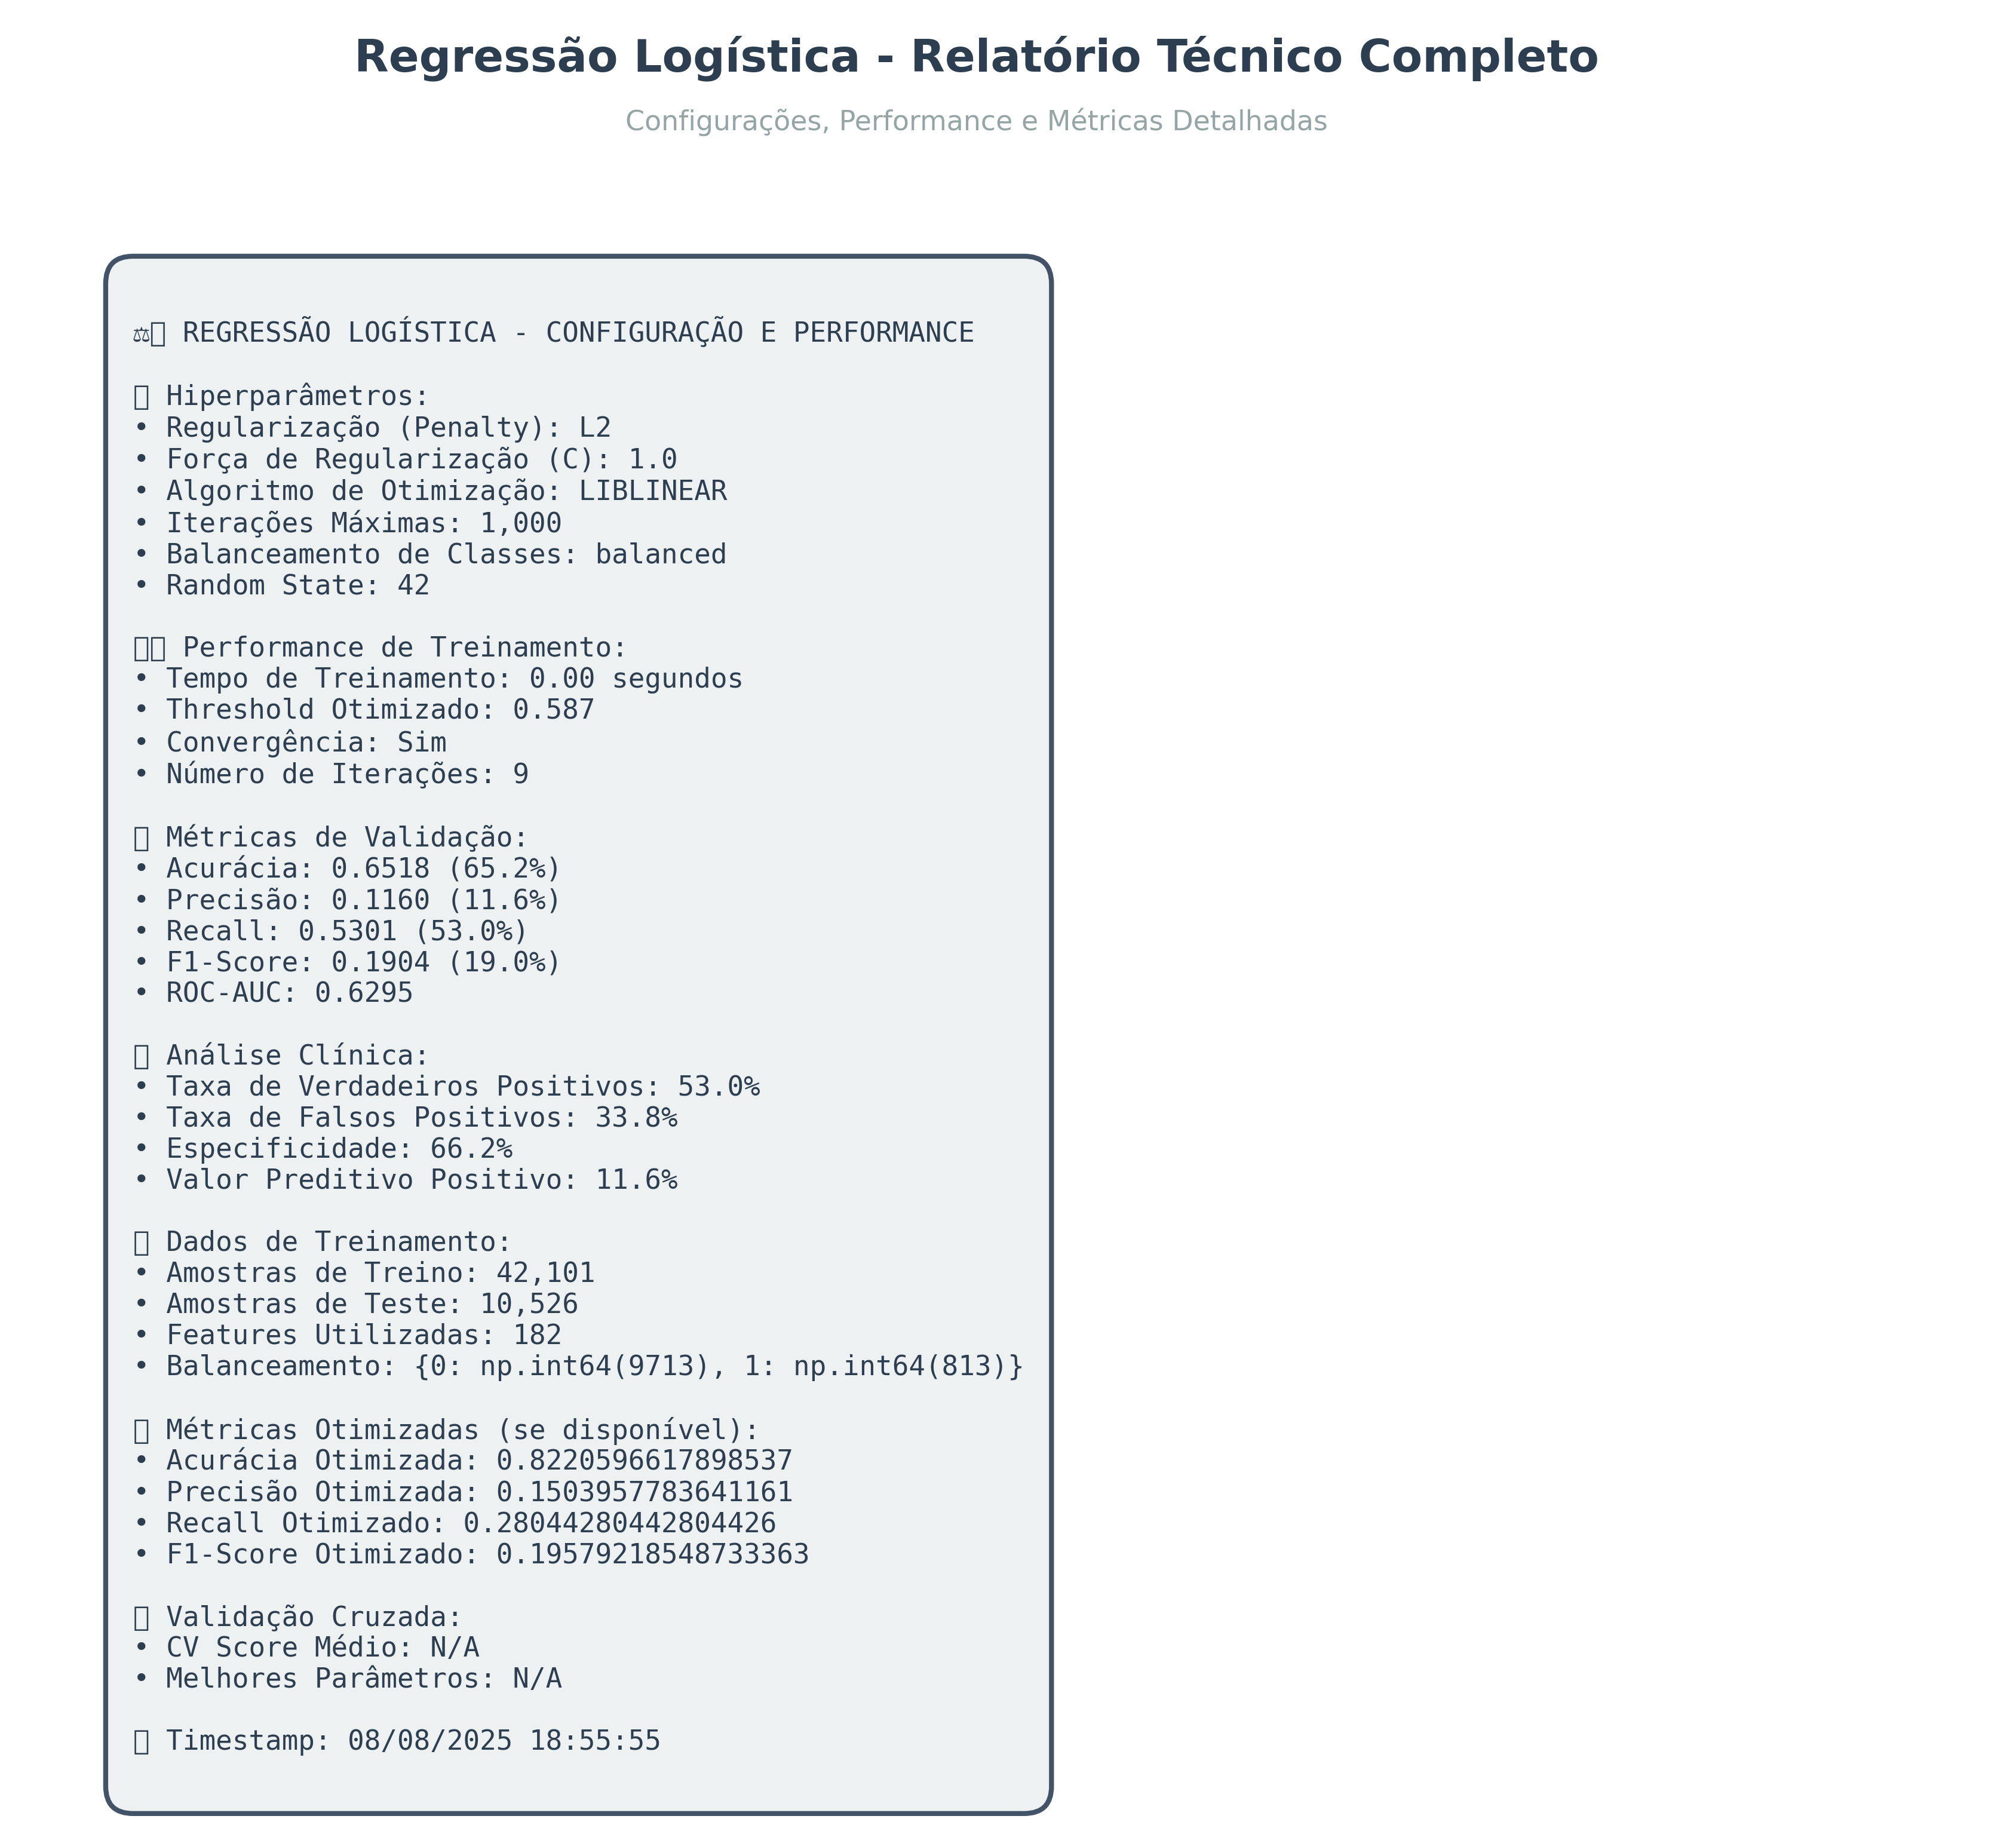 Regressão Logística - Relatório Técnico Completo
Configurações, Performance e Métricas Detalhadas
⚖️ REGRESSÃO LOGÍSTICA - CONFIGURAÇÃO E PERFORMANCE
Hiperparâmetros:
• Regularização (Penalty): L2
• Força de Regularização (C): 1.0
• Algoritmo de Otimização: LIBLINEAR
• Iterações Máximas: 1,000
• Balanceamento de Classes: balanced
• Random State: 42
Performance de Treinamento:
• Tempo de Treinamento: 0.00 segundos
• Threshold Otimizado: 0.587
• Convergência: Sim
• Número de Iterações: 9
Métricas de Validação:
• Acurácia: 0.6518 (65.2%)
• Precisão: 0.1160 (11.6%)
• Recall: 0.5301 (53.0%)
• F1-Score: 0.1904 (19.0%)
• ROC-AUC: 0.6295
Análise Clínica:
• Taxa de Verdadeiros Positivos: 53.0%
• Taxa de Falsos Positivos: 33.8%
• Especificidade: 66.2%
• Valor Preditivo Positivo: 11.6%
Dados de Treinamento:
• Amostras de Treino: 42,101
• Amostras de Teste: 10,526
• Features Utilizadas: 182
• Balanceamento: {0: np.int64(9713), 1: np.int64(813)}
Métricas Otimizadas (se disponível):
• Acurácia Otimizada: 0.8220596617898537
• Precisão Otimizada: 0.1503957783641161
• Recall Otimizado: 0.28044280442804426
• F1-Score Otimizado: 0.19579218548733363
Validação Cruzada:
• CV Score Médio: N/A
• Melhores Parâmetros: N/A
Timestamp: 08/08/2025 18:55:55